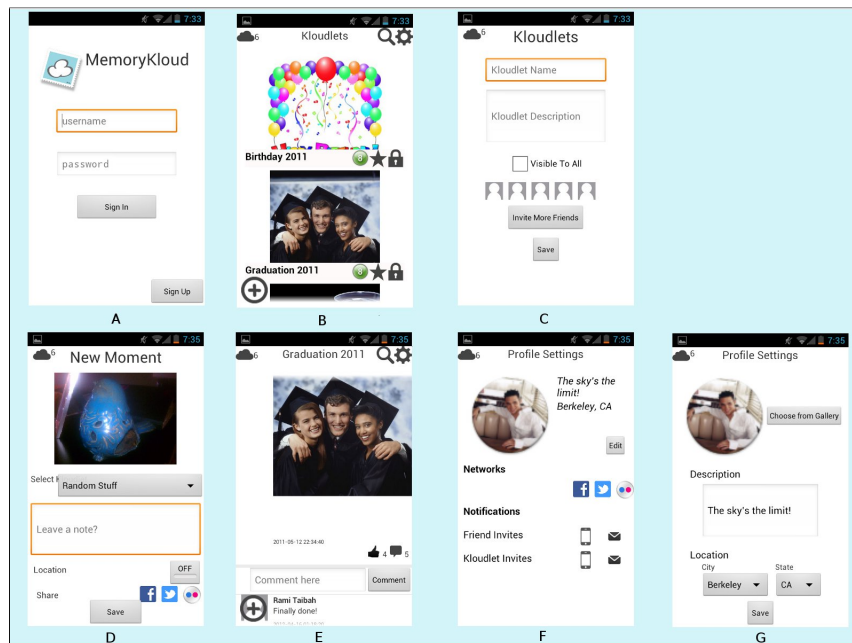 7:33
MemoryKloud
username
password
Sign In
Sign Up
A
7:33
6
Kloudlets
Birthday 2011
8
Graduation 2011
8
B
7:33
6
Kloudlets
Kloudlet Name
Kloudlet Description
Visible To All
Invite More Friends
Save
C
7:35
6
New Moment
Select
Random Stuff
Leave a note?
Location
OFF
Share
Save
D
7:35
6
Graduation 2011
2011-05-12 22:34:40
4
5
Comment here
Comment
Rami Taibah
Finally done!
E
7:35
6
Profile Settings
The sky's the
limit!
Berkeley, CA
Edit
Networks
Notifications
Friend Invites
Kloudlet Invites
F
7:35
6
Profile Settings
Choose from Gallery
Description
The sky's the limit!
Location
City
State
Berkeley
CA
Save
G